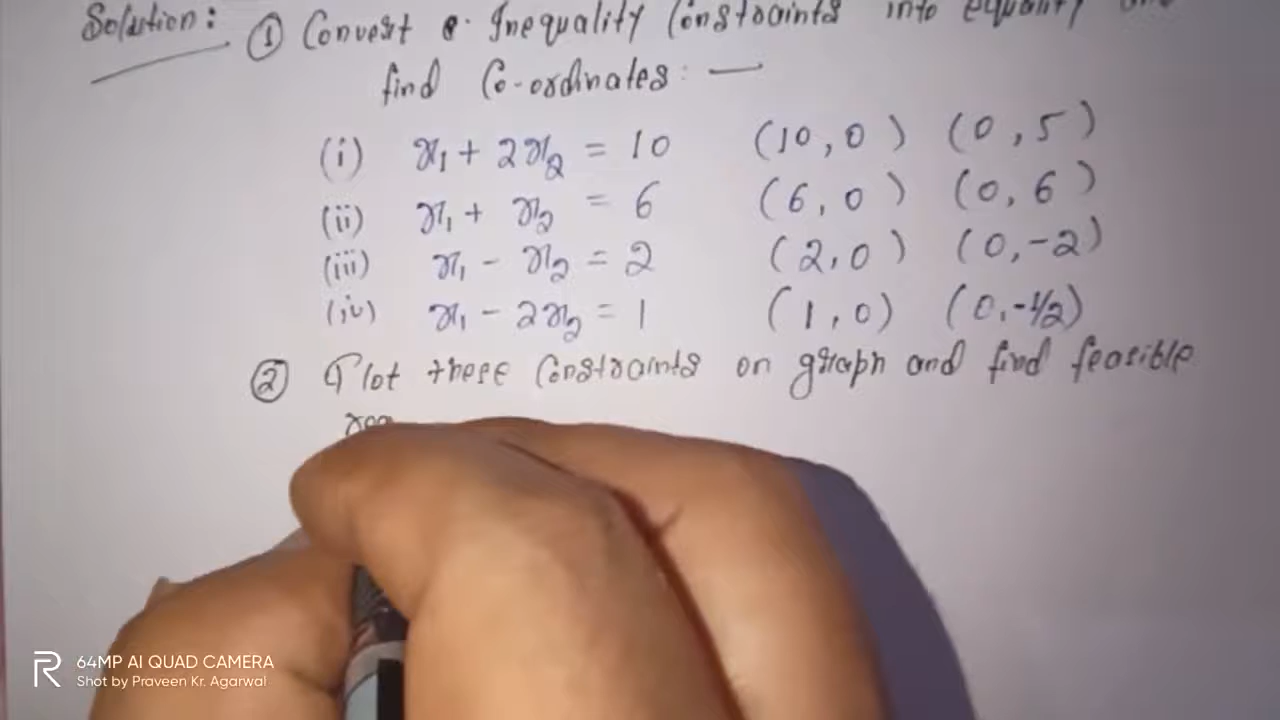 Solution: ① Convert Inequality Constraints into equality
find Co-ordinates: —
(i) x₁ + 2x₂ = 10 (10,0) (0,5)
(ii) x₁ + x₂ = 6 (6,0) (0,6)
(iii) x₁ - x₂ = 2 (2,0) (0,-2)
(iv) x₁ - 2x₂ = 1 (1,0) (0,-1/2)
② Plot these Constraints on graph and find feasible
64MP AI QUAD CAMERA
Shot by Praveen Kr. Agarwal